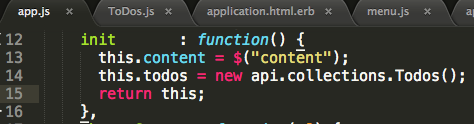 app.js ToDos.js application.html.erb menu.js
12 init : function() {
13 this.content = $("content");
14 this.todos = new api.collections.Todos();
15 return this;
16 },